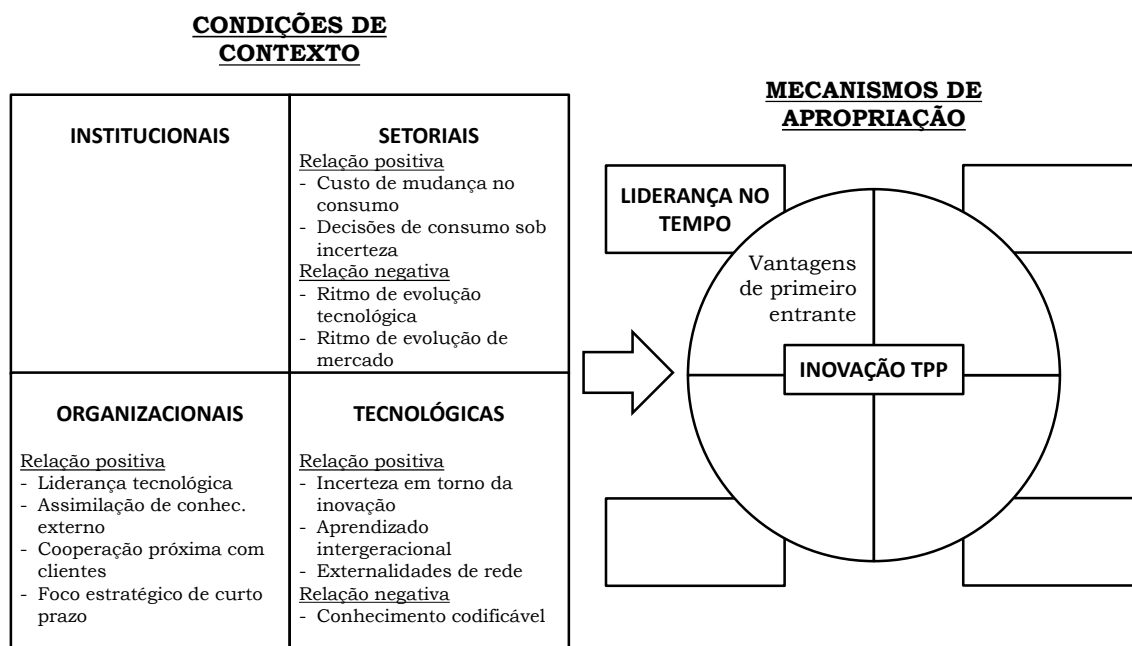 CONDIÇÕES DE
CONTEXTO
INSTITUCIONAIS
SETORIAIS
Relação positiva
- Custo de mudança no
consumo
- Decisões de consumo sob
incerteza
Relação negativa
- Ritmo de evolução
tecnológica
- Ritmo de evolução de
mercado
ORGANIZACIONAIS
Relação positiva
- Liderança tecnológica
- Assimilação de conhec.
externo
- Cooperação próxima com
clientes
- Foco estratégico de curto
prazo
TECNOLÓGICAS
Relação positiva
- Incerteza em torno da
inovação
- Aprendizado
intergeracional
- Externalidades de rede
Relação negativa
- Conhecimento codificável
MECANISMOS DE
APROPRIAÇÃO
LIDERANÇA NO
TEMPO
Vantagens
de primeiro
entrante
INOVAÇÃO TPP